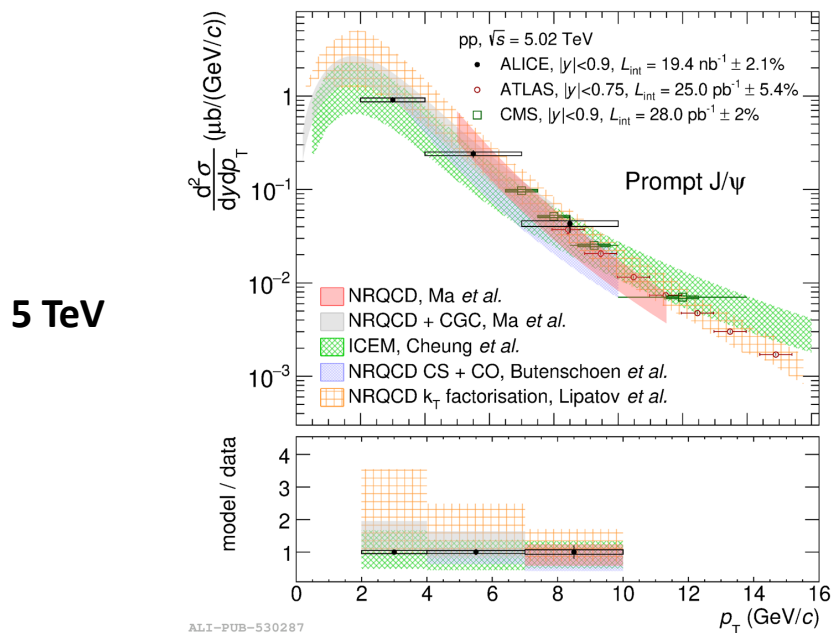 pp, √s = 5.02 TeV
ALICE, |y|<0.9, L_int = 19.4 nb⁻¹ ± 2.1%
ATLAS, |y|<0.75, L_int = 25.0 pb⁻¹ ± 5.4%
CMS, |y|<0.9, L_int = 28.0 pb⁻¹ ± 2%
d²σ/dydp_T (μb/(GeV/c))
1
10⁻¹
10⁻²
10⁻³
Prompt J/ψ
5 TeV
NRQCD, Ma et al.
NRQCD + CGC, Ma et al.
ICEM, Cheung et al.
NRQCD CS + CO, Butenschoen et al.
NRQCD k_T factorisation, Lipatov et al.
model / data
4
3
2
1
0 2 4 6 8 10 12 14 16
p_T (GeV/c)
ALI-PUB-530287